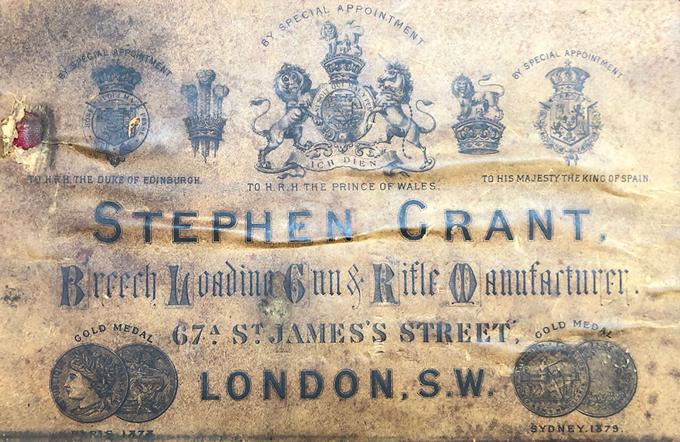 BY SPECIAL APPOINTMENT
BY SPECIAL APPOINTMENT
BY SPECIAL APPOINTMENT
ICH DIEN
TO H.R.H. THE DUKE OF EDINBURGH.
TO H.R.H THE PRINCE OF WALES.
TO HIS MAJESTY THE KING OF SPAIN
STEPHEN GRANT,
Breech Loading Gun & Rifle Manufacturer.
67A ST JAMES'S STREET,
GOLD MEDAL
GOLD MEDAL
LONDON, S.W.
PARIS 1878
SYDNEY. 1879.